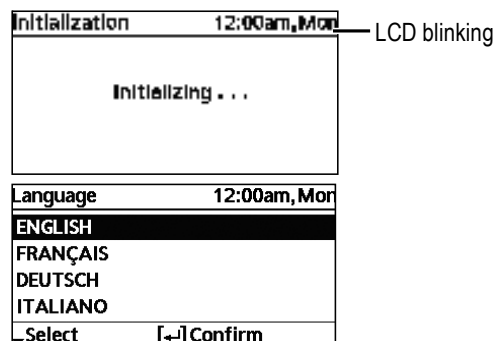 Initialization 12:00am,Mon
LCD blinking
Initializing . . .
Language 12:00am,Mon
ENGLISH
FRANÇAIS
DEUTSCH
ITALIANO
Select [↵] Confirm